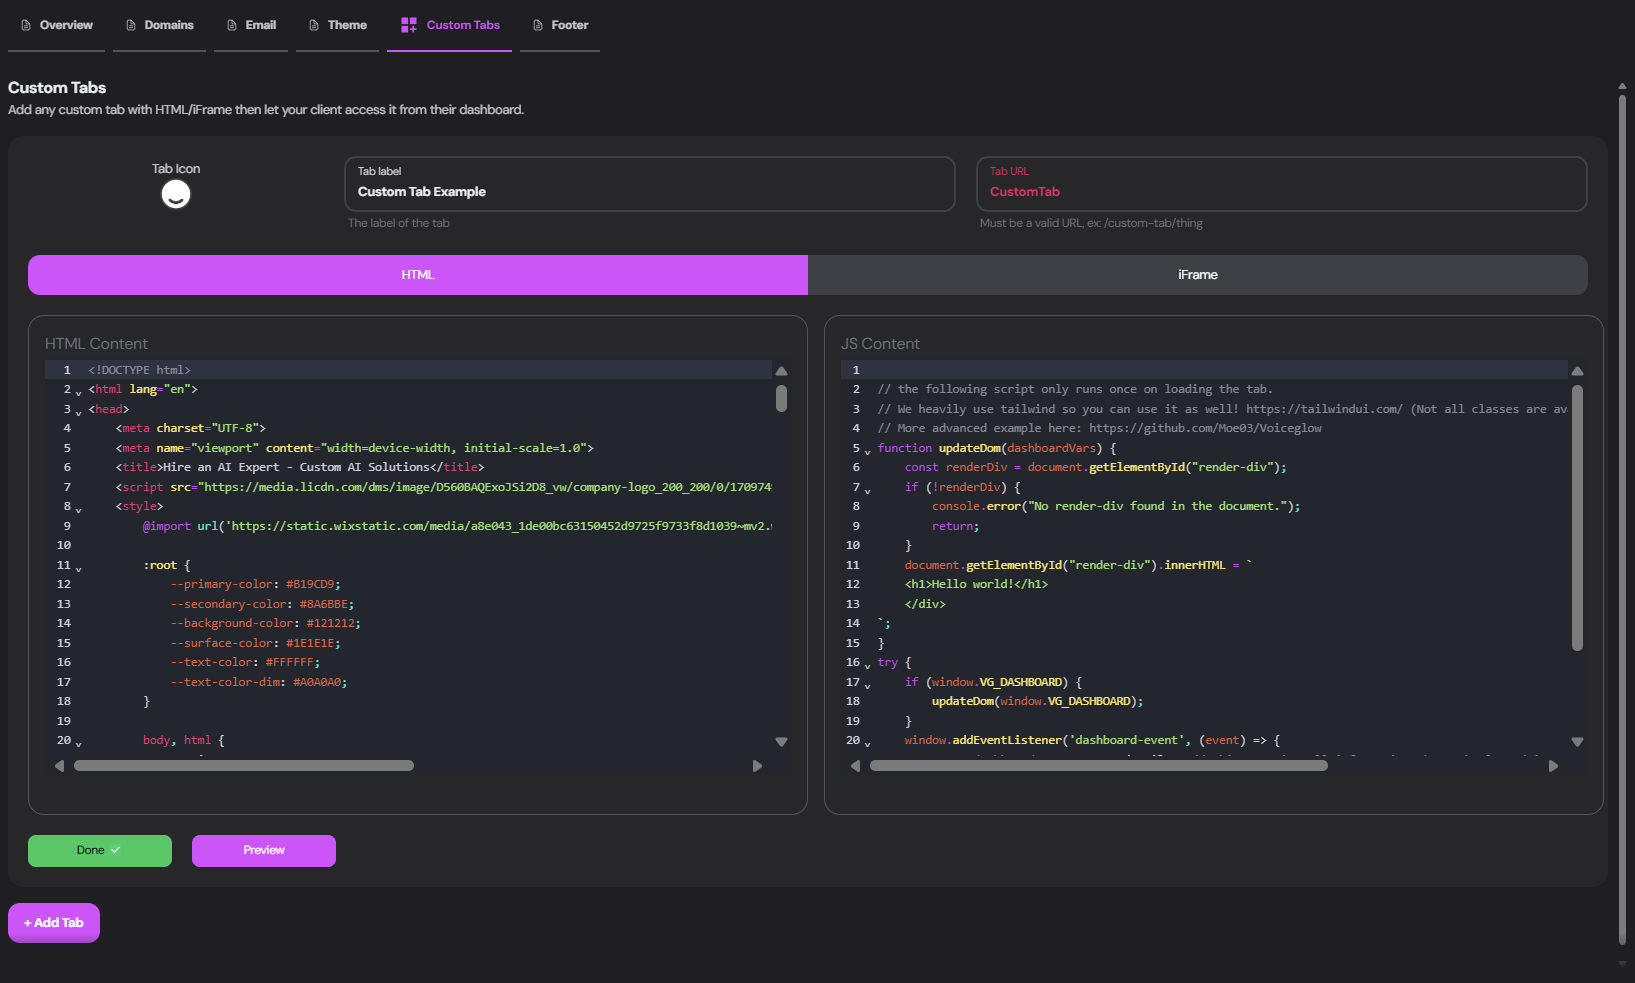 Overview
Domains
Email
Theme
Custom Tabs
Footer
Custom Tabs
Add any custom tab with HTML/iFrame then let your client access it from their dashboard.
Tab Icon
Tab label
Custom Tab Example
The label of the tab
Tab URL
CustomTab
Must be a valid URL, ex: /custom-tab/thing
HTML
iFrame
HTML Content
1 <!DOCTYPE html>
2 <html lang="en">
3 <head>
4 <meta charset="UTF-8">
5 <meta name="viewport" content="width=device-width, initial-scale=1.0">
6 <title>Hire an AI Expert - Custom AI Solutions</title>
7 <script src="https://media.licdn.com/dms/image/D560BAQExoJSi2D8_vw/company-logo_200_200/0/170974
8 <style>
9 @import url('https://static.wixstatic.com/media/a8e043_1de00bc63150452d9725f9733f8d1039~mv2.
10
11 :root {
12 --primary-color: #B19CD9;
13 --secondary-color: #8A6BBE;
14 --background-color: #121212;
15 --surface-color: #1E1E1E;
16 --text-color: #FFFFFF;
17 --text-color-dim: #A0A0A0;
18 }
19
20 body, html {
JS Content
1
2 // the following script only runs once on loading the tab.
3 // We heavily use tailwind so you can use it as well! https://tailwindui.com/ (Not all classes are av
4 // More advanced example here: https://github.com/Moe03/Voiceglow
5 function updateDom(dashboardVars) {
6 const renderDiv = document.getElementById("render-div");
7 if (!renderDiv) {
8 console.error("No render-div found in the document.");
9 return;
10 }
11 document.getElementById("render-div").innerHTML = `
12 <h1>Hello world!</h1>
13 </div>
14 `;
15 }
16 try {
17 if (window.VG_DASHBOARD) {
18 updateDom(window.VG_DASHBOARD);
19 }
20 window.addEventListener('dashboard-event', (event) => {
Done
Preview
+ Add Tab